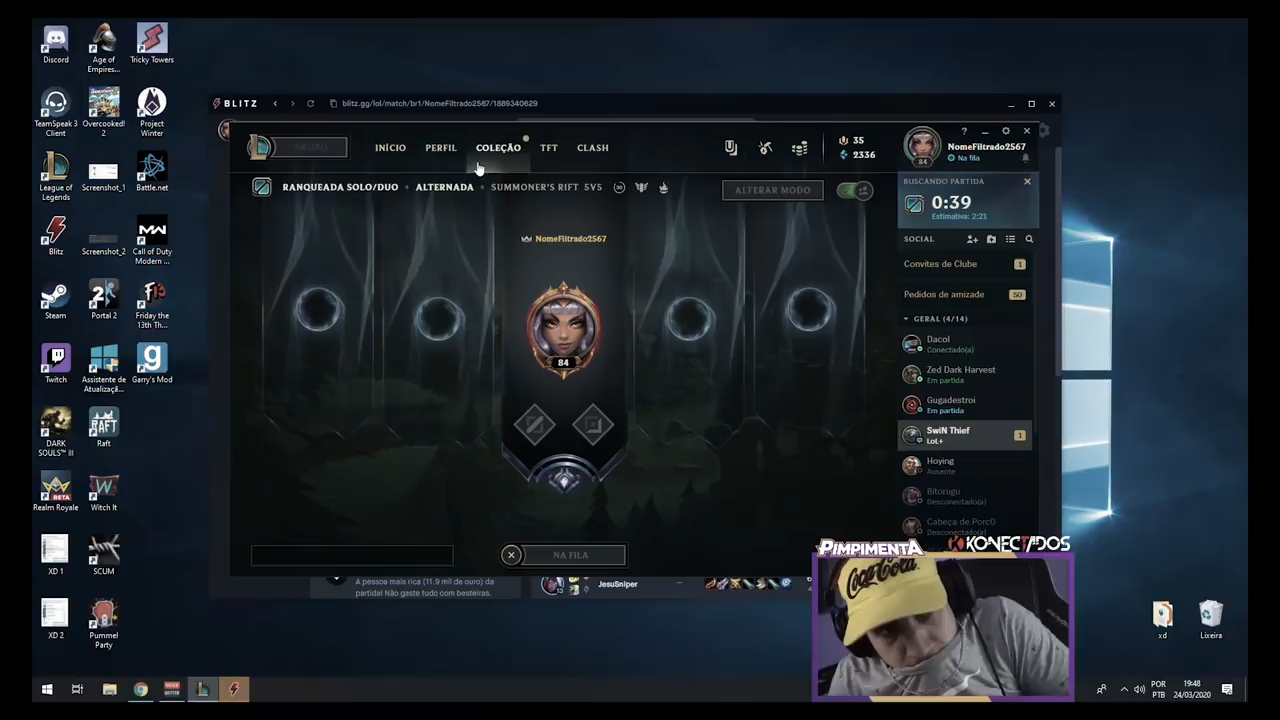 Discord
Age of Empires...
Tricky Towers
TeamSpeak 3 Client
Overcooked! 2
Project Winter
League of Legends
Screenshot_1
Battle.net
Blitz
Screenshot_2
Call of Duty Modern ...
Steam
Portal 2
Friday the 13th Th...
Twitch
Assistente de Atualizaçã...
Garry's Mod
DARK SOULS™ III
Raft
Realm Royale
Witch It
XD 1
SCUM
XD 2
Pummel Party
BLITZ
blitz.gg/lol/match/br1/NomeFiltrado2567/1889340629
INÍCIO
PERFIL
COLEÇÃO
TFT
CLASH
35
2336
84
NomeFiltrado2567
Na fila
RANQUEADA SOLO/DUO • ALTERNADA • SUMMONER'S RIFT 5V5
ALTERAR MODO
BUSCANDO PARTIDA
0:39
Estimativa: 2:21
SOCIAL
Convites de Clube 1
Pedidos de amizade 50
GERAL (4/14)
Dacol
Conectado(a)
Zed Dark Harvest
Em partida
Gugadestroi
Em partida
SwiN Thief 1
LoL+
Hoying
Ausente
Bitorugu
Desconectado(a)
Cabeça de Porc0
Desconectado(a)
NomeFiltrado2567
84
NA FILA
A pessoa mais rica (11.9 mil de ouro) da
partida! Não gaste tudo com besteiras.
13
JesuSniper
PIMPIMENTA
KONECTADOS
Coca-Cola
xd
Lixeira
POR
PTB
19:48
24/03/2020